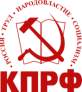 РОССИЯ • ТРУД • НАРОДОВЛАСТИЕ • СОЦИАЛИЗМ
КПРФ